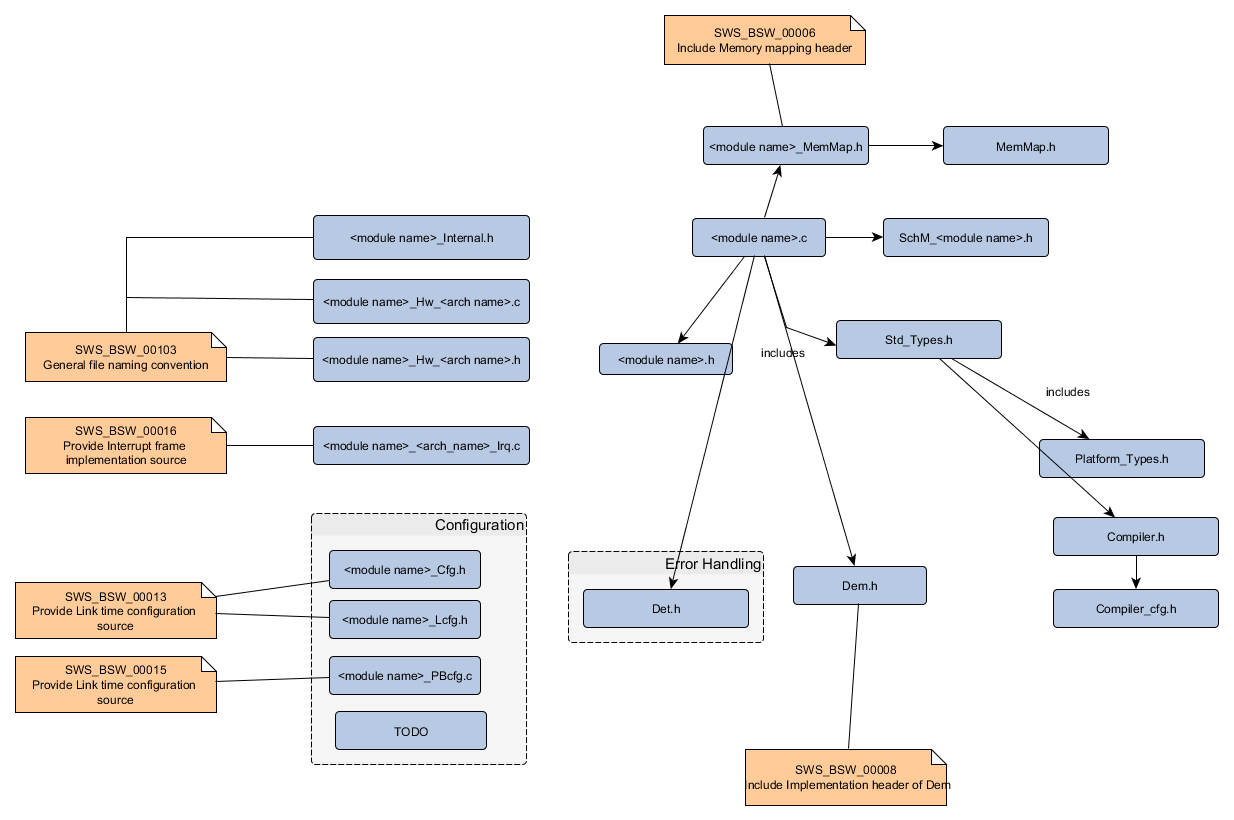 SWS_BSW_00006
Include Memory mapping header
<module name>_MemMap.h
MemMap.h
<module name>_Internal.h
<module name>.c
SchM_<module name>.h
<module name>_Hw_<arch name>.c
SWS_BSW_00103
General file naming convention
<module name>_Hw_<arch name>.h
<module name>.h
includes
Std_Types.h
includes
SWS_BSW_00016
Provide Interrupt frame
implementation source
<module name>_<arch_name>_Irq.c
Platform_Types.h
Configuration
Compiler.h
<module name>_Cfg.h
Error Handling
Dem.h
SWS_BSW_00013
Provide Link time configuration
source
<module name>_Lcfg.h
Det.h
Compiler_cfg.h
SWS_BSW_00015
Provide Link time configuration
source
<module name>_PBcfg.c
TODO
SWS_BSW_00008
Include Implementation header of Dem